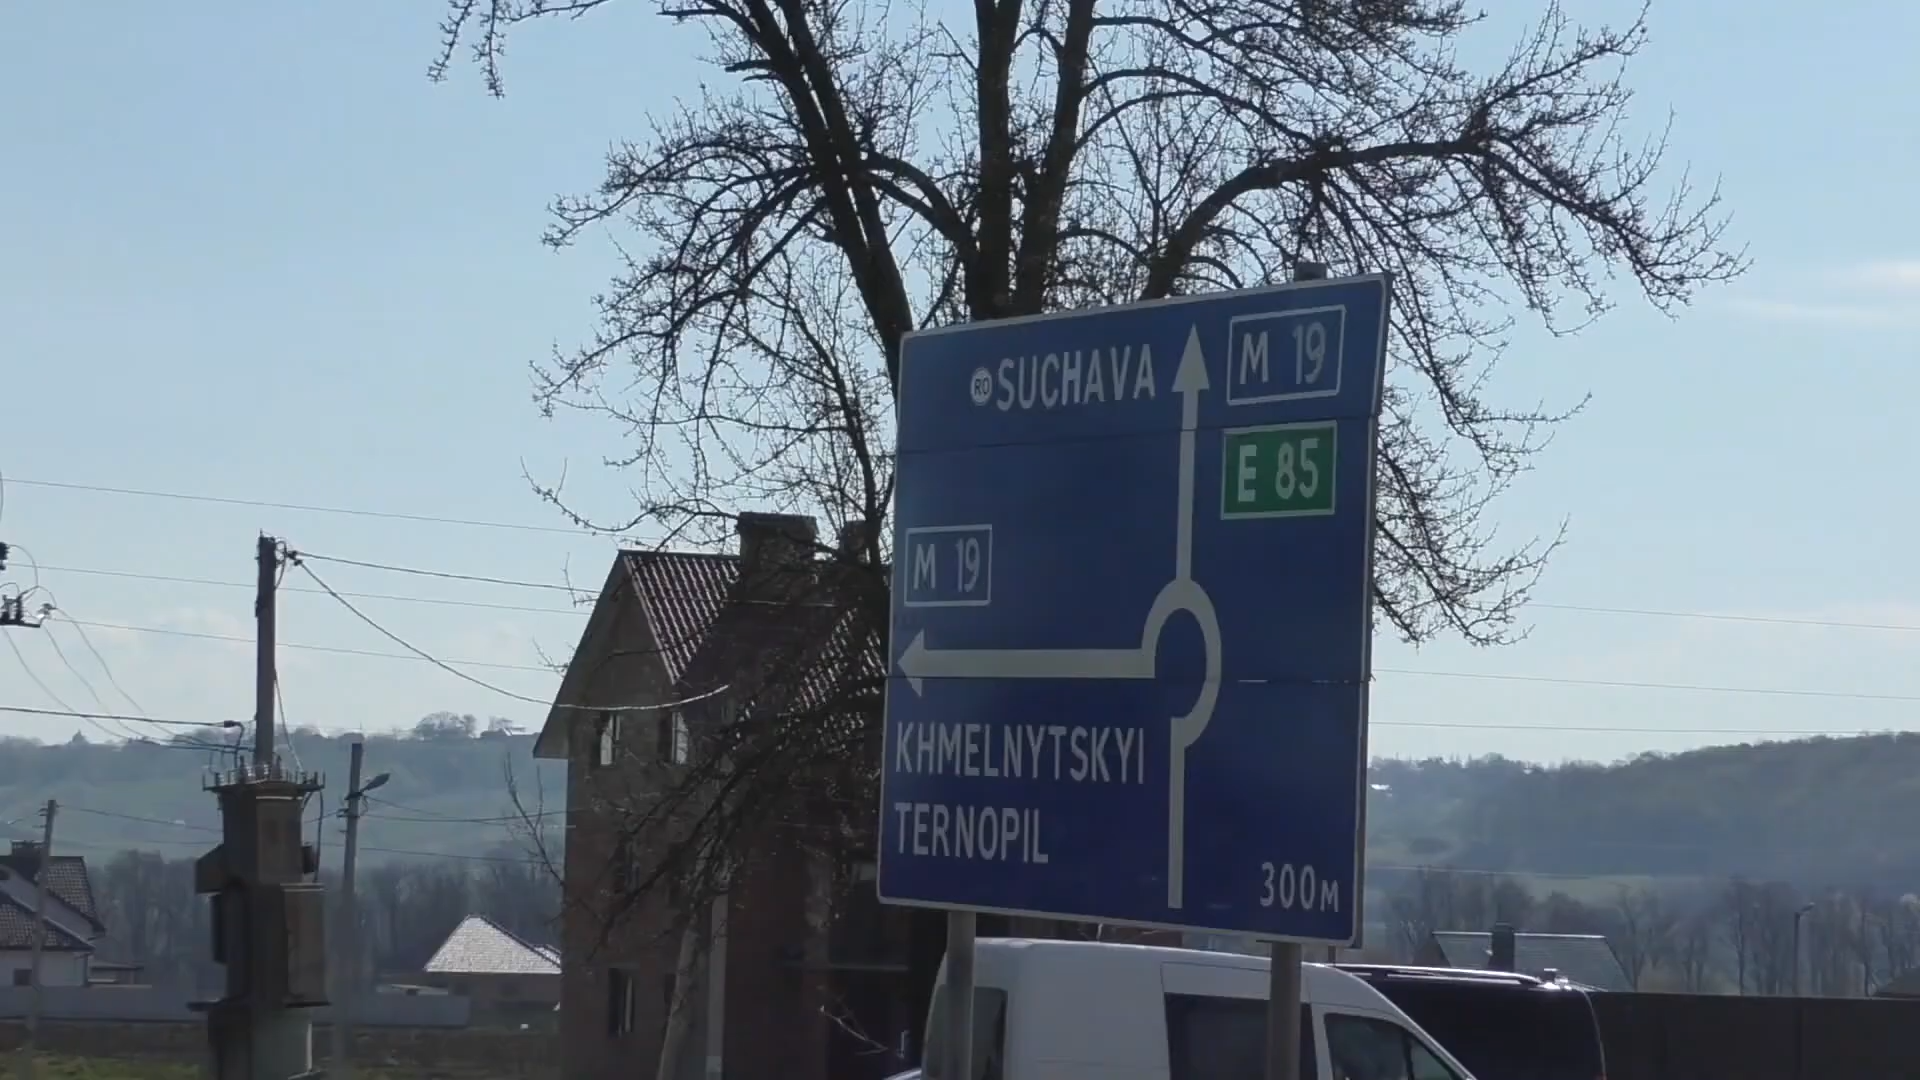 RO SUCHAVA M 19
E 85
M 19
KHMELNYTSKYI
TERNOPIL
300м